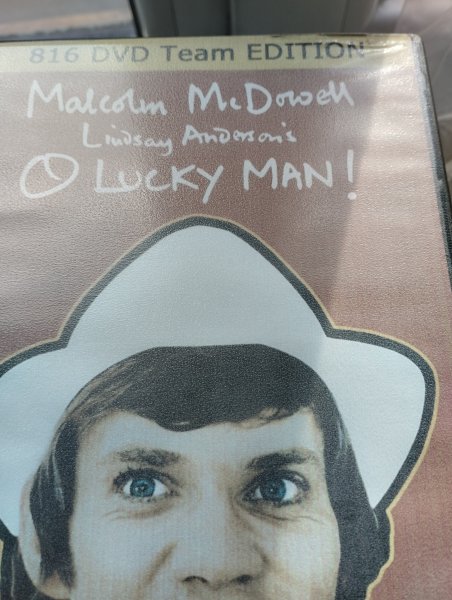 816 DVD Team EDITION
Malcolm McDowell
Lindsay Anderson's
O LUCKY MAN!